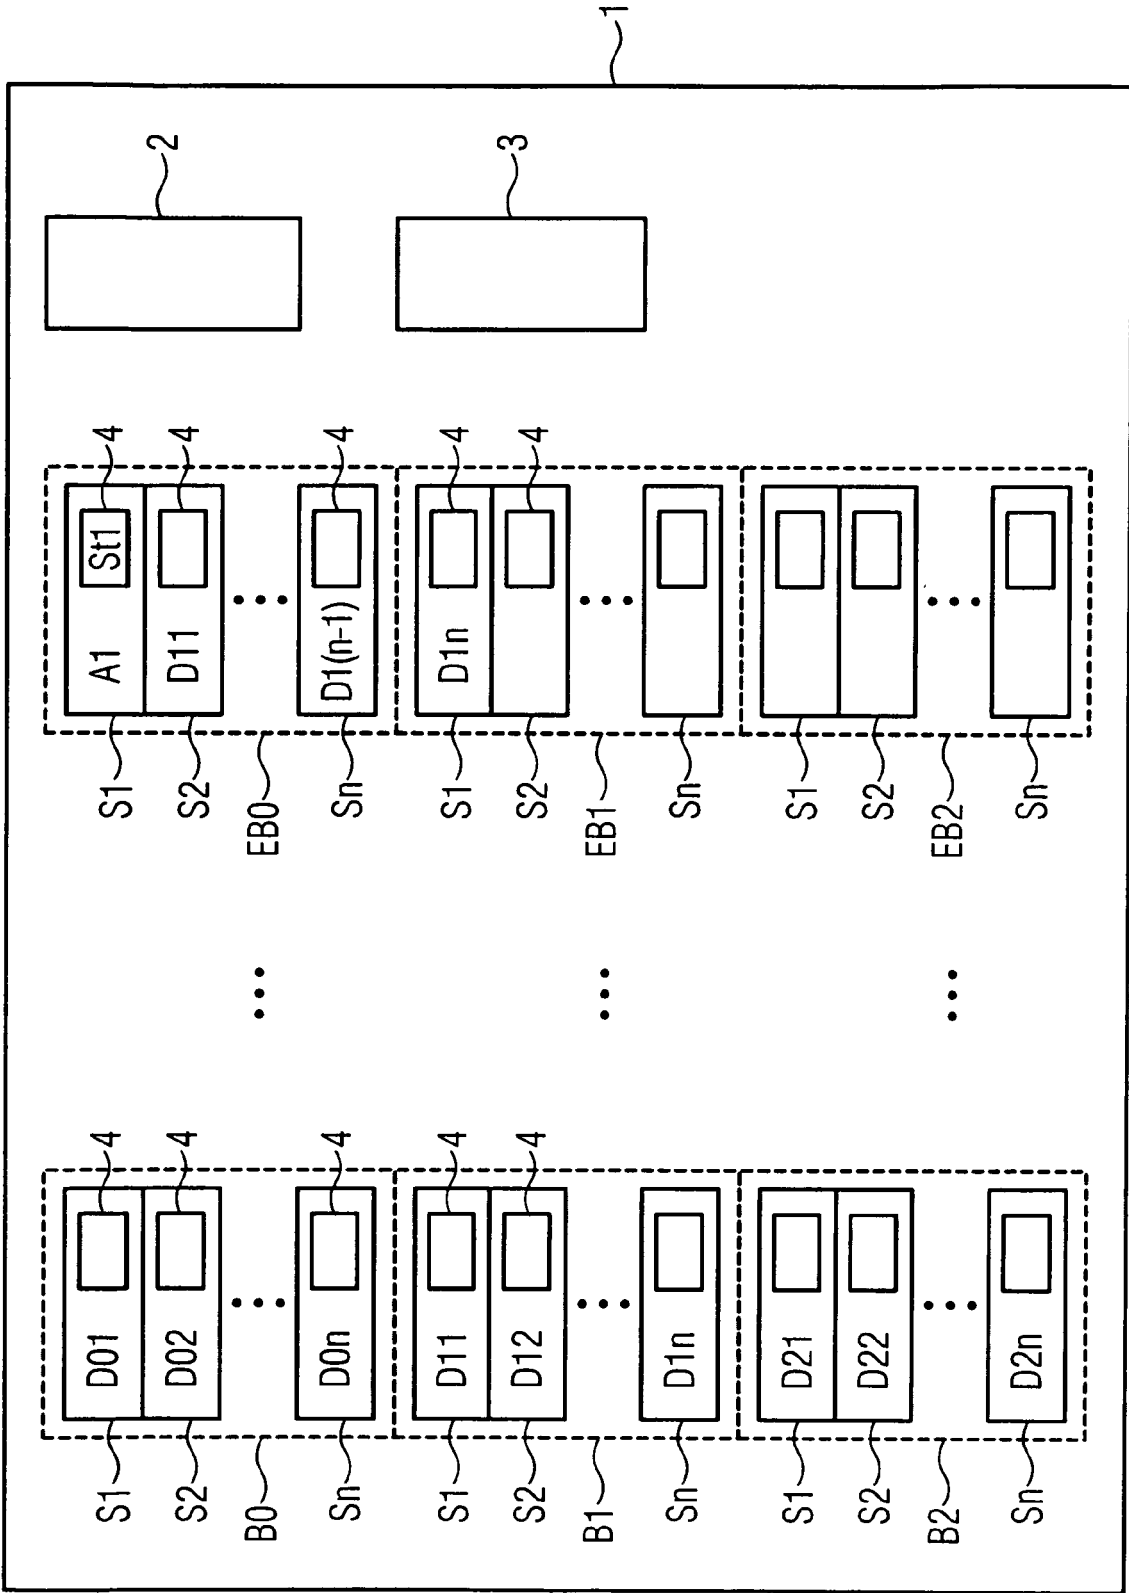 S1 D01 4 S1 A1 St1 4
2
S2 D02 4 S2 D11 4
B0 EB0
Sn D0n 4 Sn D1(n-1) 4
S1 D11 4 S1 D1n 4
3
S2 D12 4 S2 4
B1 EB1 1
Sn D1n Sn
S1 D21 S1
S2 D22 S2
B2 EB2
Sn D2n Sn